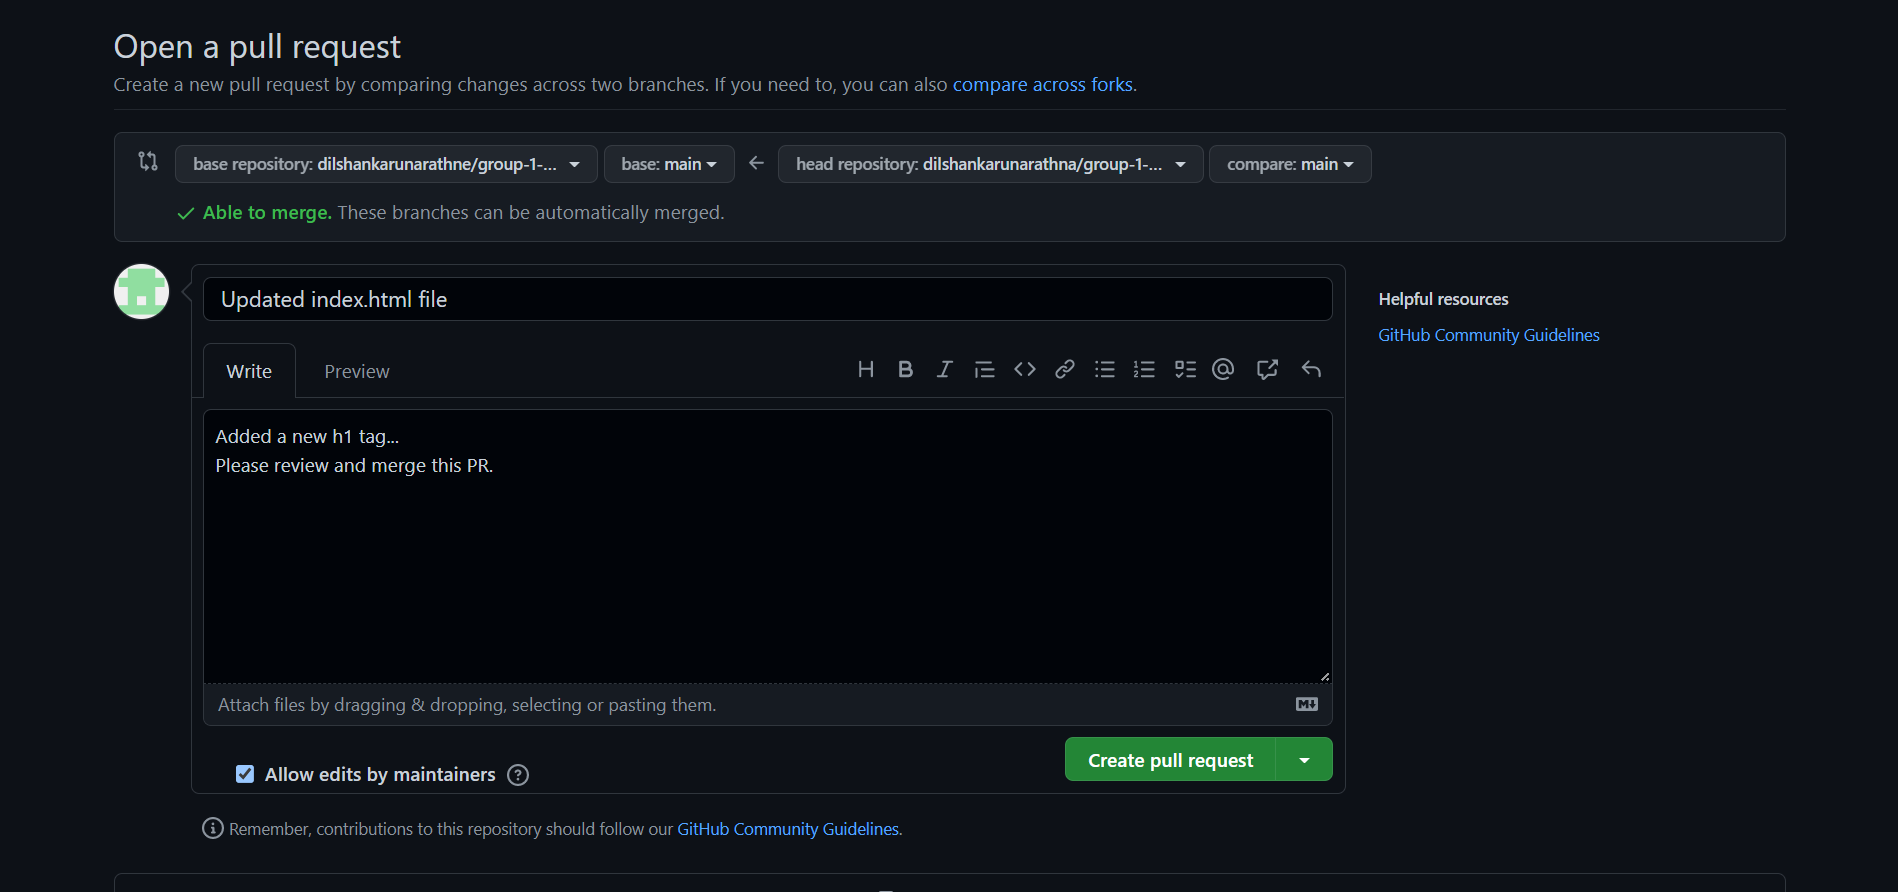 Open a pull request
Create a new pull request by comparing changes across two branches. If you need to, you can also compare across forks.
base repository: dilshankarunarathne/group-1-... base: main head repository: dilshankarunarathna/group-1-... compare: main
Able to merge. These branches can be automatically merged.
Updated index.html file
Helpful resources
GitHub Community Guidelines
Write Preview
Added a new h1 tag...
Please review and merge this PR.
Attach files by dragging & dropping, selecting or pasting them.
Allow edits by maintainers
Create pull request
Remember, contributions to this repository should follow our GitHub Community Guidelines.